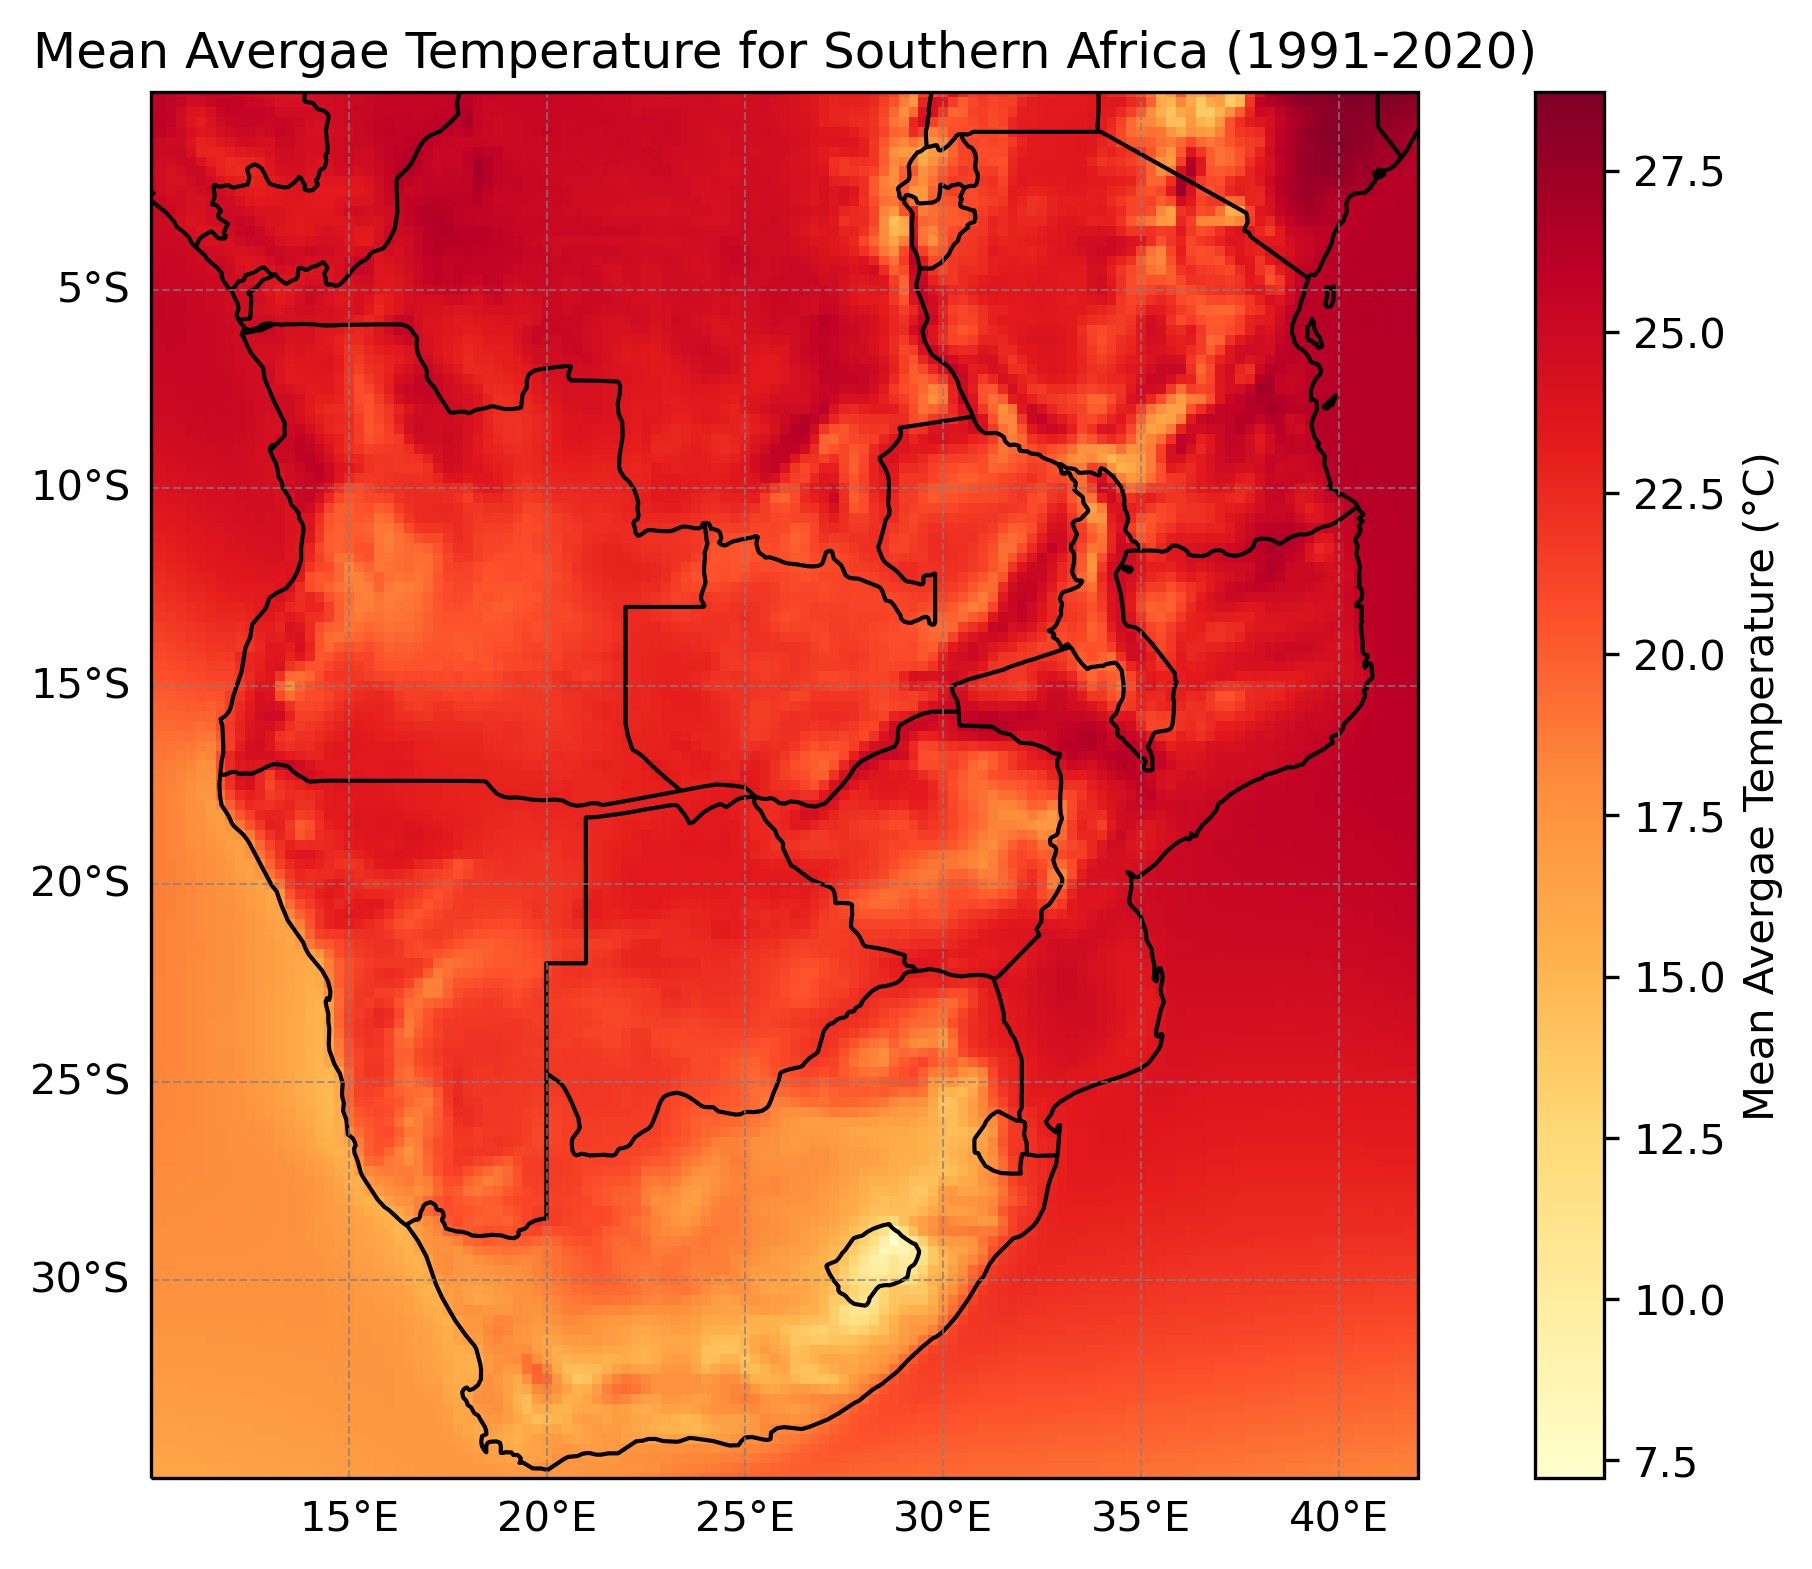 Mean Avergae Temperature for Southern Africa (1991-2020)
5°S
10°S
15°S
20°S
25°S
30°S
15°E
20°E
25°E
30°E
35°E
40°E
27.5
25.0
22.5
20.0
17.5
15.0
12.5
10.0
7.5
Mean Avergae Temperature (°C)